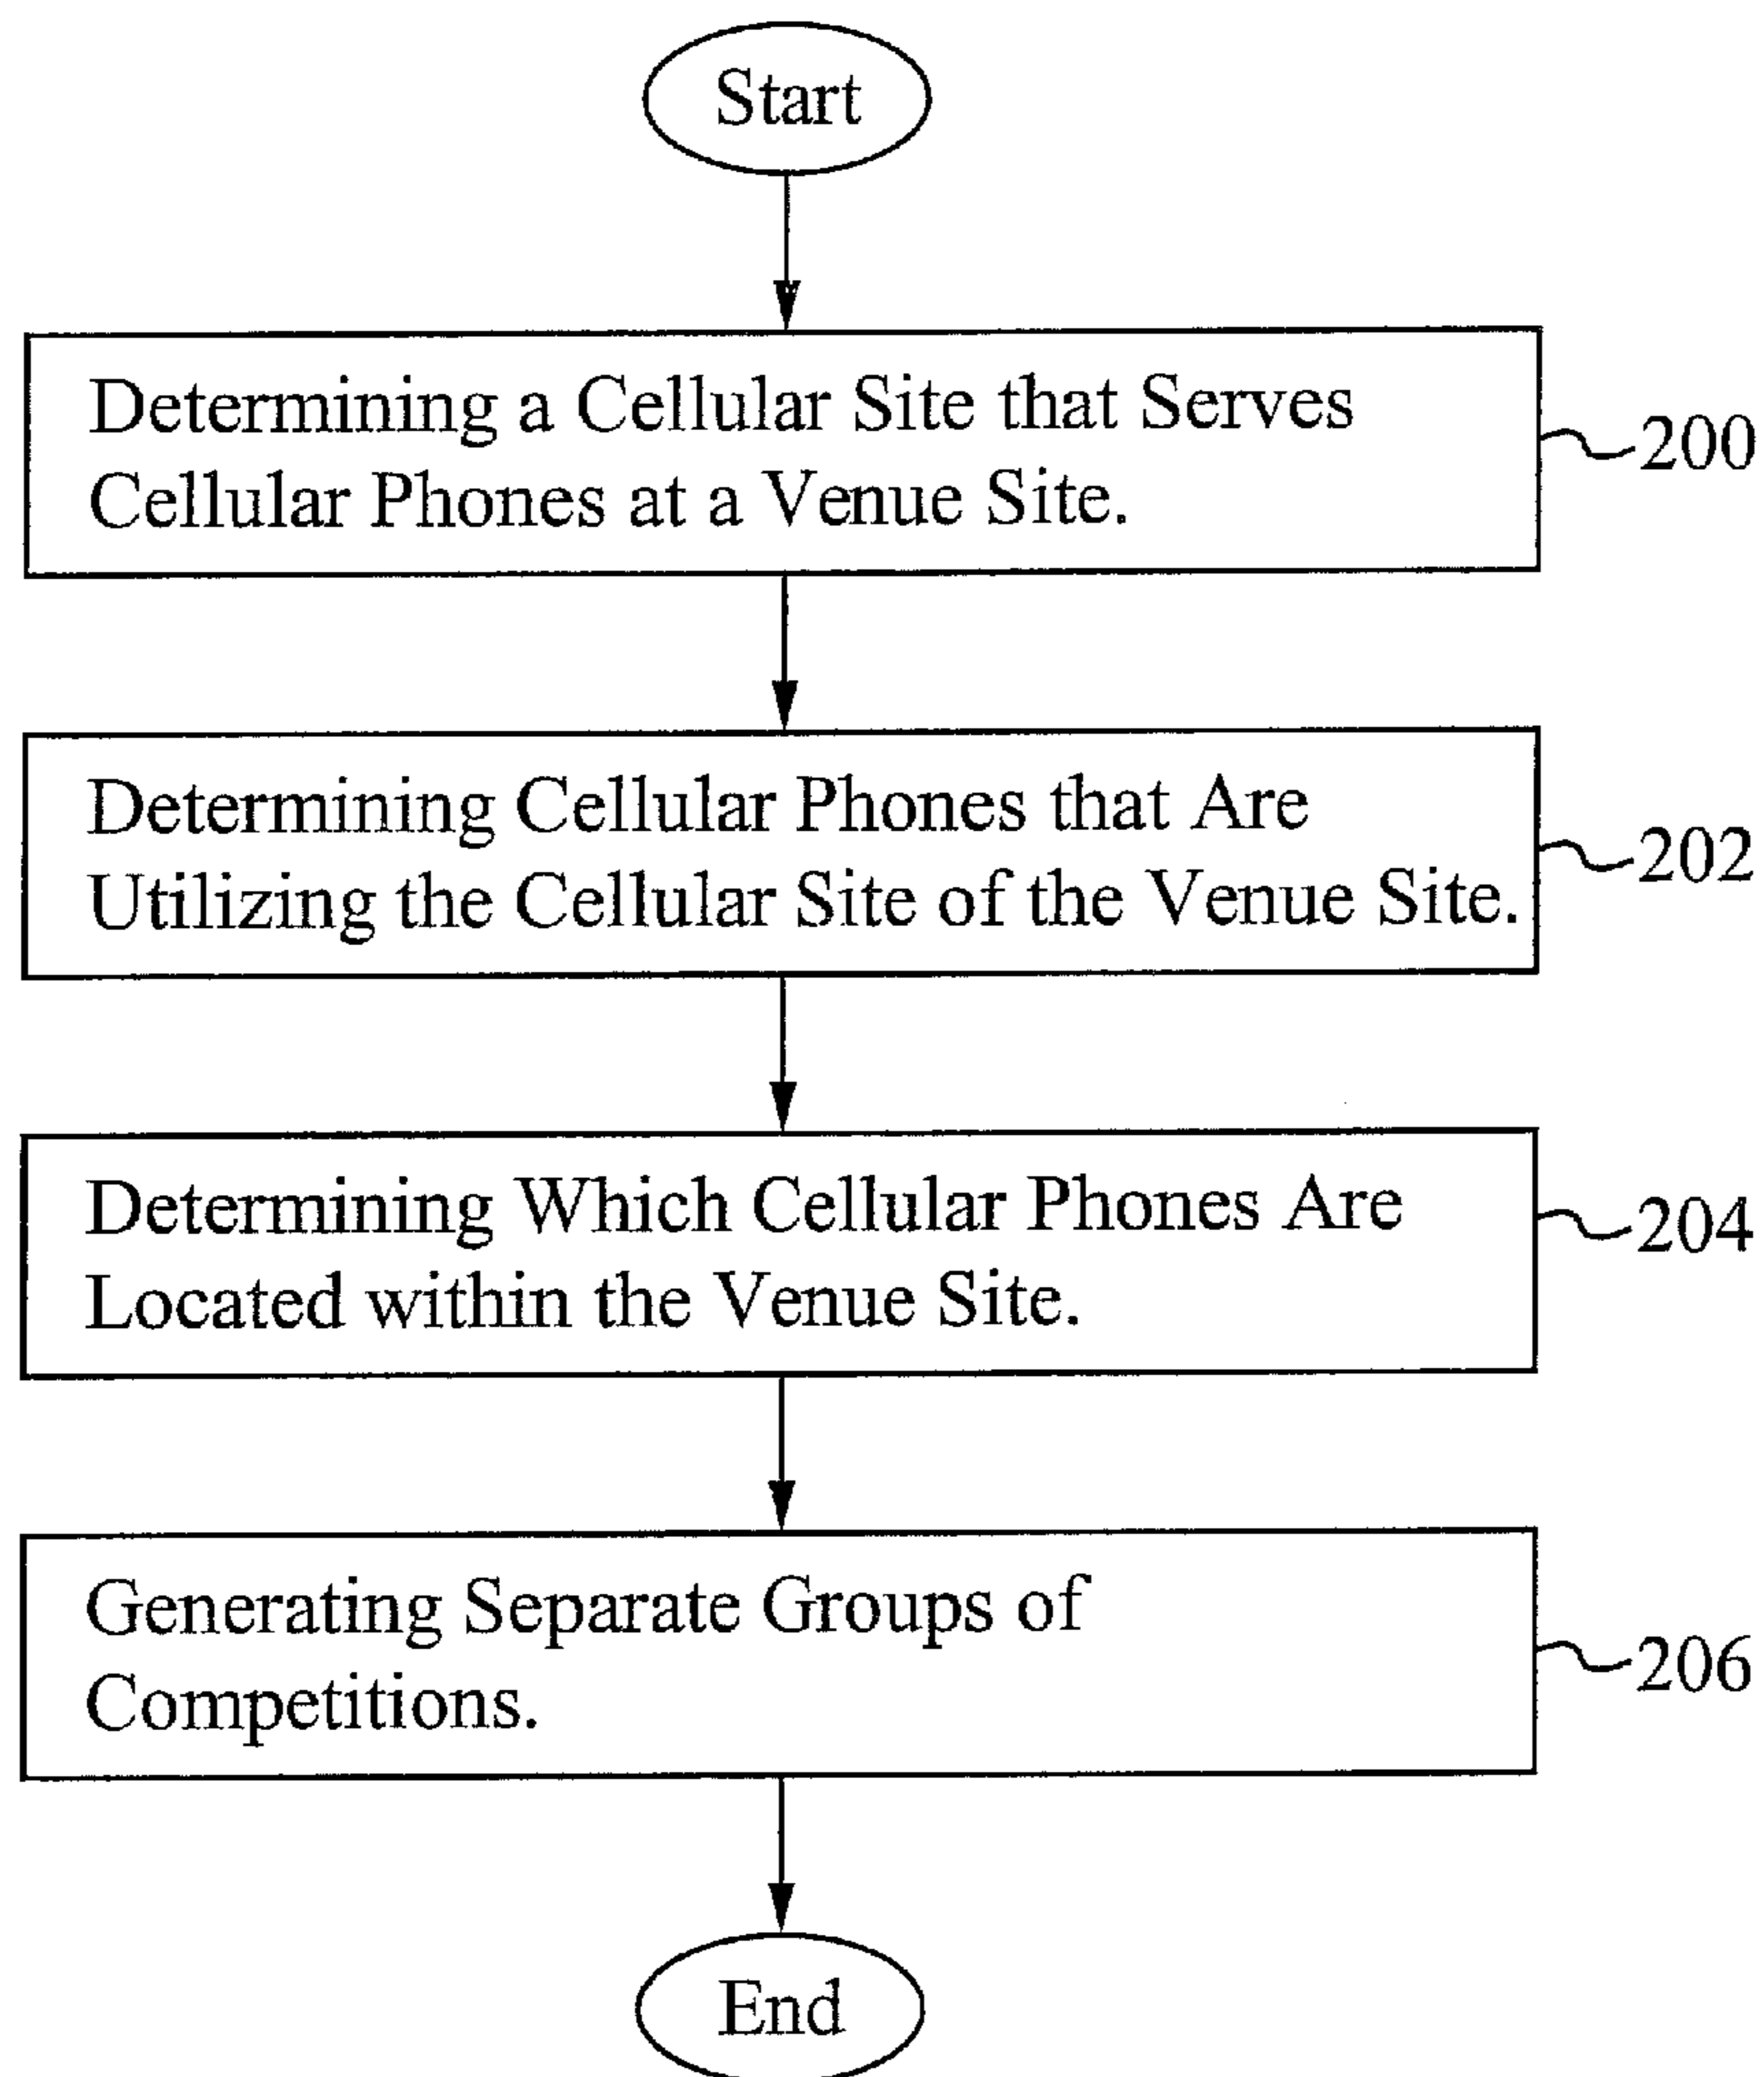 Start
Determining a Cellular Site that Serves
Cellular Phones at a Venue Site.
200
Determining Cellular Phones that Are
Utilizing the Cellular Site of the Venue Site.
202
Determining Which Cellular Phones Are
Located within the Venue Site.
204
Generating Separate Groups of
Competitions.
206
End